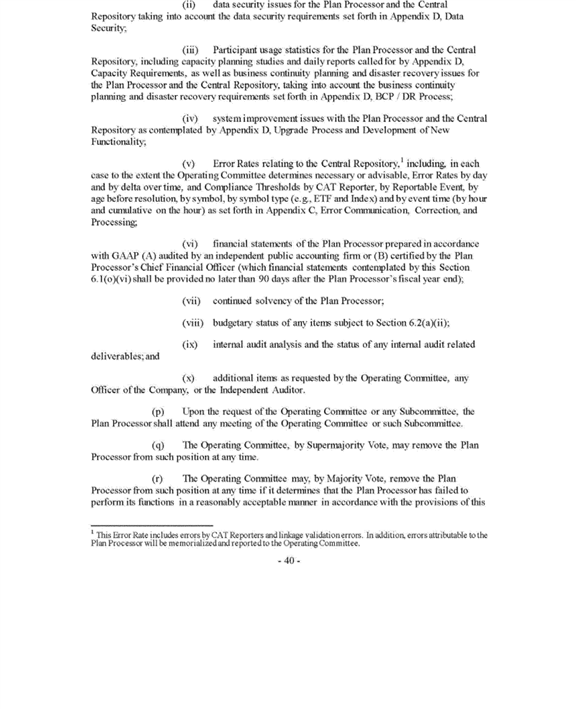 (ii) data security issues for the Plan Processor and the Central
Repository taking into account the data security requirements set forth in Appendix D, Data
Security;
(iii) Participant usage statistics for the Plan Processor and the Central
Repository, including capacity planning studies and daily reports called for by Appendix D,
Capacity Requirements, as well as business continuity planning and disaster recovery issues for
the Plan Processor and the Central Repository, taking into account the business continuity
planning and disaster recovery requirements set forth in Appendix D, BCP / DR Process;
(iv) system improvement issues with the Plan Processor and the Central
Repository as contemplated by Appendix D, Upgrade Process and Development of New
Functionality;
(v) Error Rates relating to the Central Repository,1 including, in each
case to the extent the Operating Committee determines necessary or advisable, Error Rates by day
and by delta over time, and Compliance Thresholds by CAT Reporter, by Reportable Event, by
age before resolution, by symbol, by symbol type (e.g., ETF and Index) and by event time (by hour
and cumulative on the hour) as set forth in Appendix C, Error Communication, Correction, and
Processing;
(vi) financial statements of the Plan Processor prepared in accordance
with GAAP (A) audited by an independent public accounting firm or (B) certified by the Plan
Processor's Chief Financial Officer (which financial statements contemplated by this Section
6.1(o)(vi) shall be provided no later than 90 days after the Plan Processor's fiscal year end);
(vii) continued solvency of the Plan Processor;
(viii) budgetary status of any items subject to Section 6.2(a)(ii);
(ix) internal audit analysis and the status of any internal audit related
deliverables; and
(x) additional items as requested by the Operating Committee, any
Officer of the Company, or the Independent Auditor.
(p) Upon the request of the Operating Committee or any Subcommittee, the
Plan Processor shall attend any meeting of the Operating Committee or such Subcommittee.
(q) The Operating Committee, by Supermajority Vote, may remove the Plan
Processor from such position at any time.
(r) The Operating Committee may, by Majority Vote, remove the Plan
Processor from such position at any time if it determines that the Plan Processor has failed to
perform its functions in a reasonably acceptable manner in accordance with the provisions of this
1 This Error Rate includes errors by CAT Reporters and linkage validation errors. In addition, errors attributable to the
Plan Processor will be memorialized and reported to the Operating Committee.
- 40 -